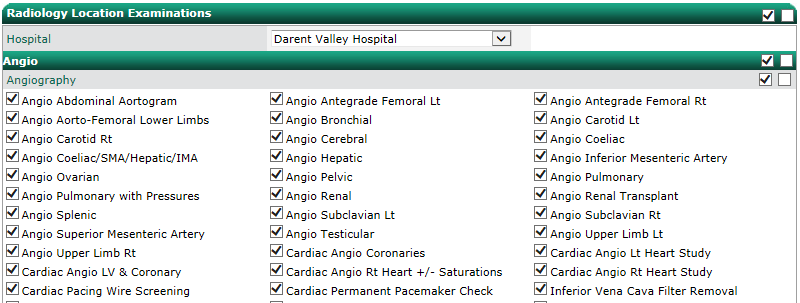 Radiology Location Examinations
Hospital Darent Valley Hospital
Angio
Angiography
Angio Abdominal Aortogram Angio Antegrade Femoral Lt Angio Antegrade Femoral Rt
Angio Aorto-Femoral Lower Limbs Angio Bronchial Angio Carotid Lt
Angio Carotid Rt Angio Cerebral Angio Coeliac
Angio Coeliac/SMA/Hepatic/IMA Angio Hepatic Angio Inferior Mesenteric Artery
Angio Ovarian Angio Pelvic Angio Pulmonary
Angio Pulmonary with Pressures Angio Renal Angio Renal Transplant
Angio Splenic Angio Subclavian Lt Angio Subclavian Rt
Angio Superior Mesenteric Artery Angio Testicular Angio Upper Limb Lt
Angio Upper Limb Rt Cardiac Angio Coronaries Cardiac Angio Lt Heart Study
Cardiac Angio LV & Coronary Cardiac Angio Rt Heart +/- Saturations Cardiac Angio Rt Heart Study
Cardiac Pacing Wire Screening Cardiac Permanent Pacemaker Check Inferior Vena Cava Filter Removal